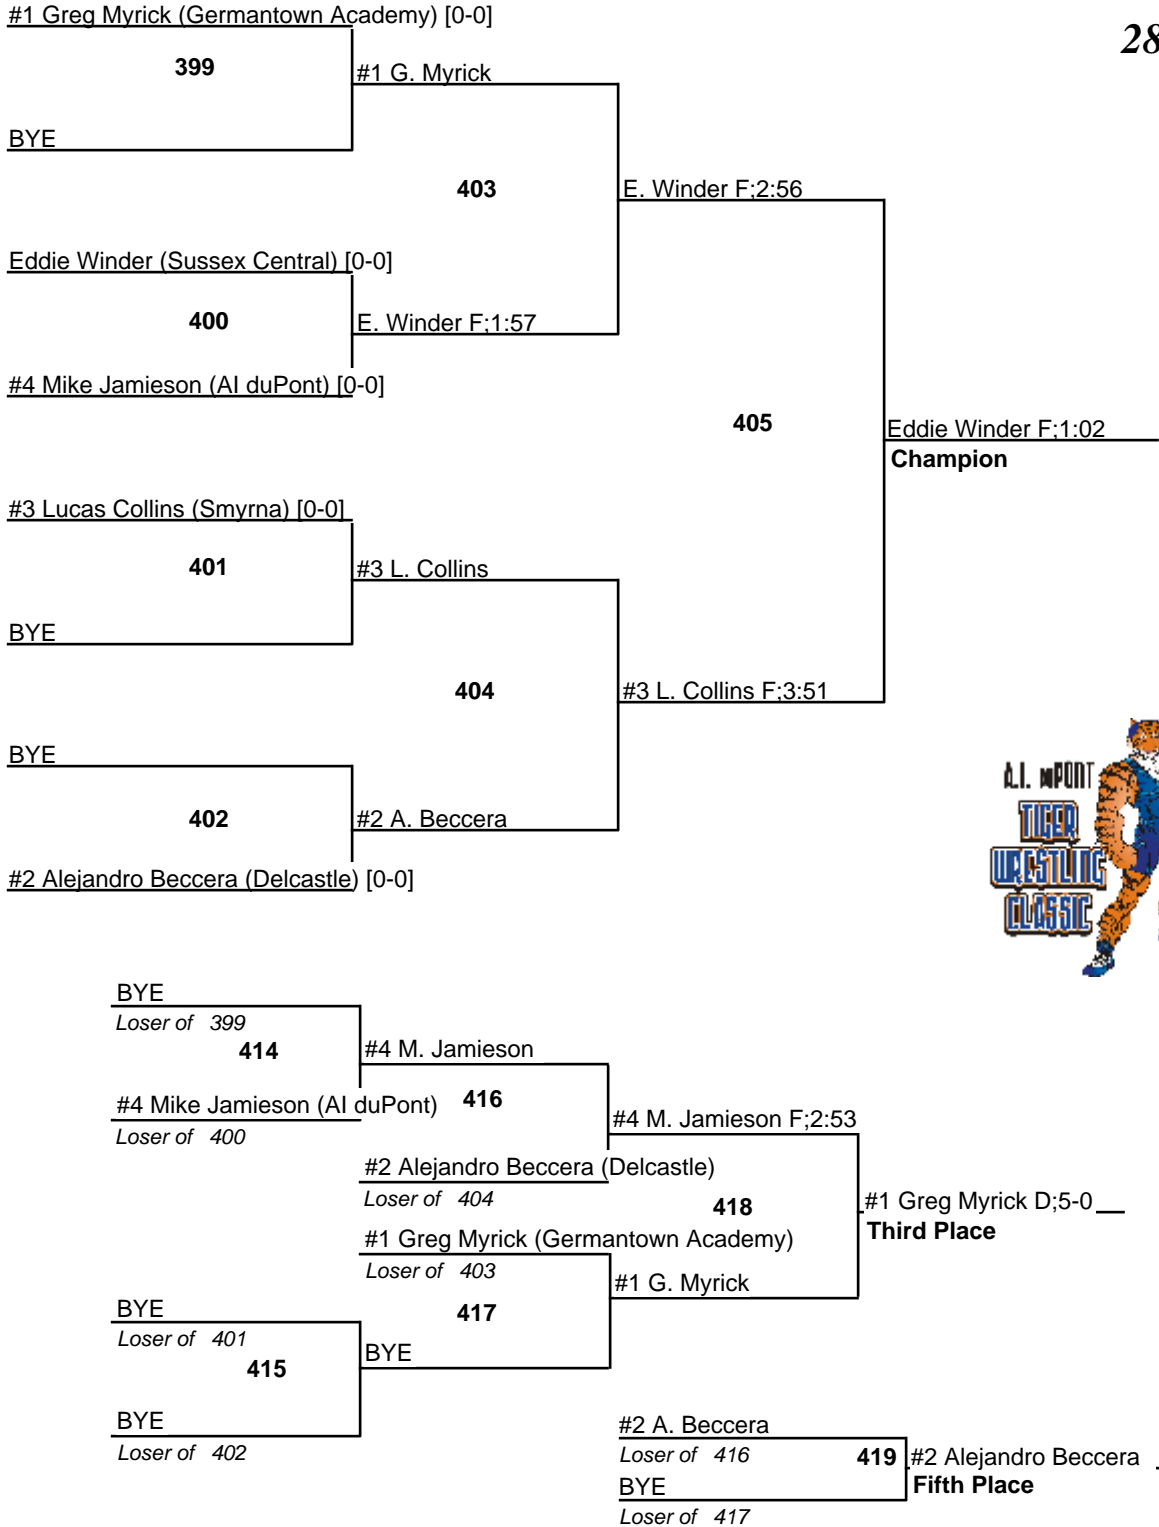 #1 Greg Myrick (Germantown Academy) [0-0]
28
399
#1 G. Myrick
BYE
403
E. Winder F;2:56
Eddie Winder (Sussex Central) [0-0]
400
E. Winder F;1:57
#4 Mike Jamieson (AI duPont) [0-0]
405
Eddie Winder F;1:02
Champion
#3 Lucas Collins (Smyrna) [0-0]
401
#3 L. Collins
BYE
404
#3 L. Collins F;3:51
BYE
402
#2 A. Beccera
#2 Alejandro Beccera (Delcastle) [0-0]
A.I. duPONT
TIGER
WRESTLING
CLASSIC
BYE
Loser of 399
414
#4 M. Jamieson
#4 Mike Jamieson (AI duPont)
416
Loser of 400
#4 M. Jamieson F;2:53
#2 Alejandro Beccera (Delcastle)
Loser of 404
418
#1 Greg Myrick D;5-0
Third Place
#1 Greg Myrick (Germantown Academy)
Loser of 403
#1 G. Myrick
BYE
417
Loser of 401
415
BYE
BYE
Loser of 402
#2 A. Beccera
Loser of 416
419
#2 Alejandro Beccera
Fifth Place
BYE
Loser of 417